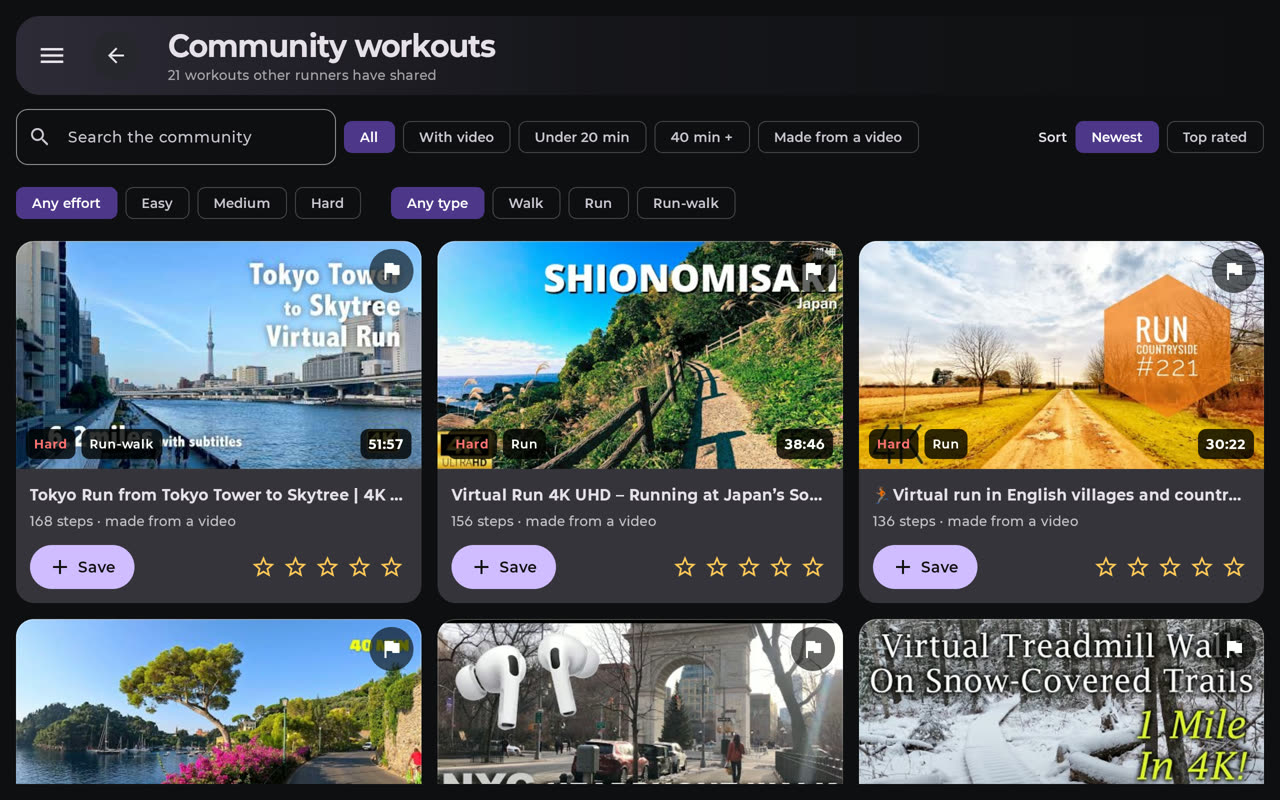 Community workouts
21 workouts other runners have shared
Search the community
All
With video
Under 20 min
40 min +
Made from a video
Sort
Newest
Top rated
Any effort
Easy
Medium
Hard
Any type
Walk
Run
Run-walk
Tokyo Tower
to Skytree
Virtual Run
with subtitles
Hard
Run-walk
51:57
Tokyo Run from Tokyo Tower to Skytree | 4K ...
168 steps · made from a video
Save
SHIONOMISAKI
Japan
ULTRA HD
Hard
Run
38:46
Virtual Run 4K UHD – Running at Japan's So...
156 steps · made from a video
Save
RUN
COUNTRYSIDE
#221
4K
Hard
Run
30:22
Virtual run in English villages and countr...
136 steps · made from a video
Save
40
NYC
Virtual Treadmill
On Snow-Covered Trails
1 Mile
In 4K!